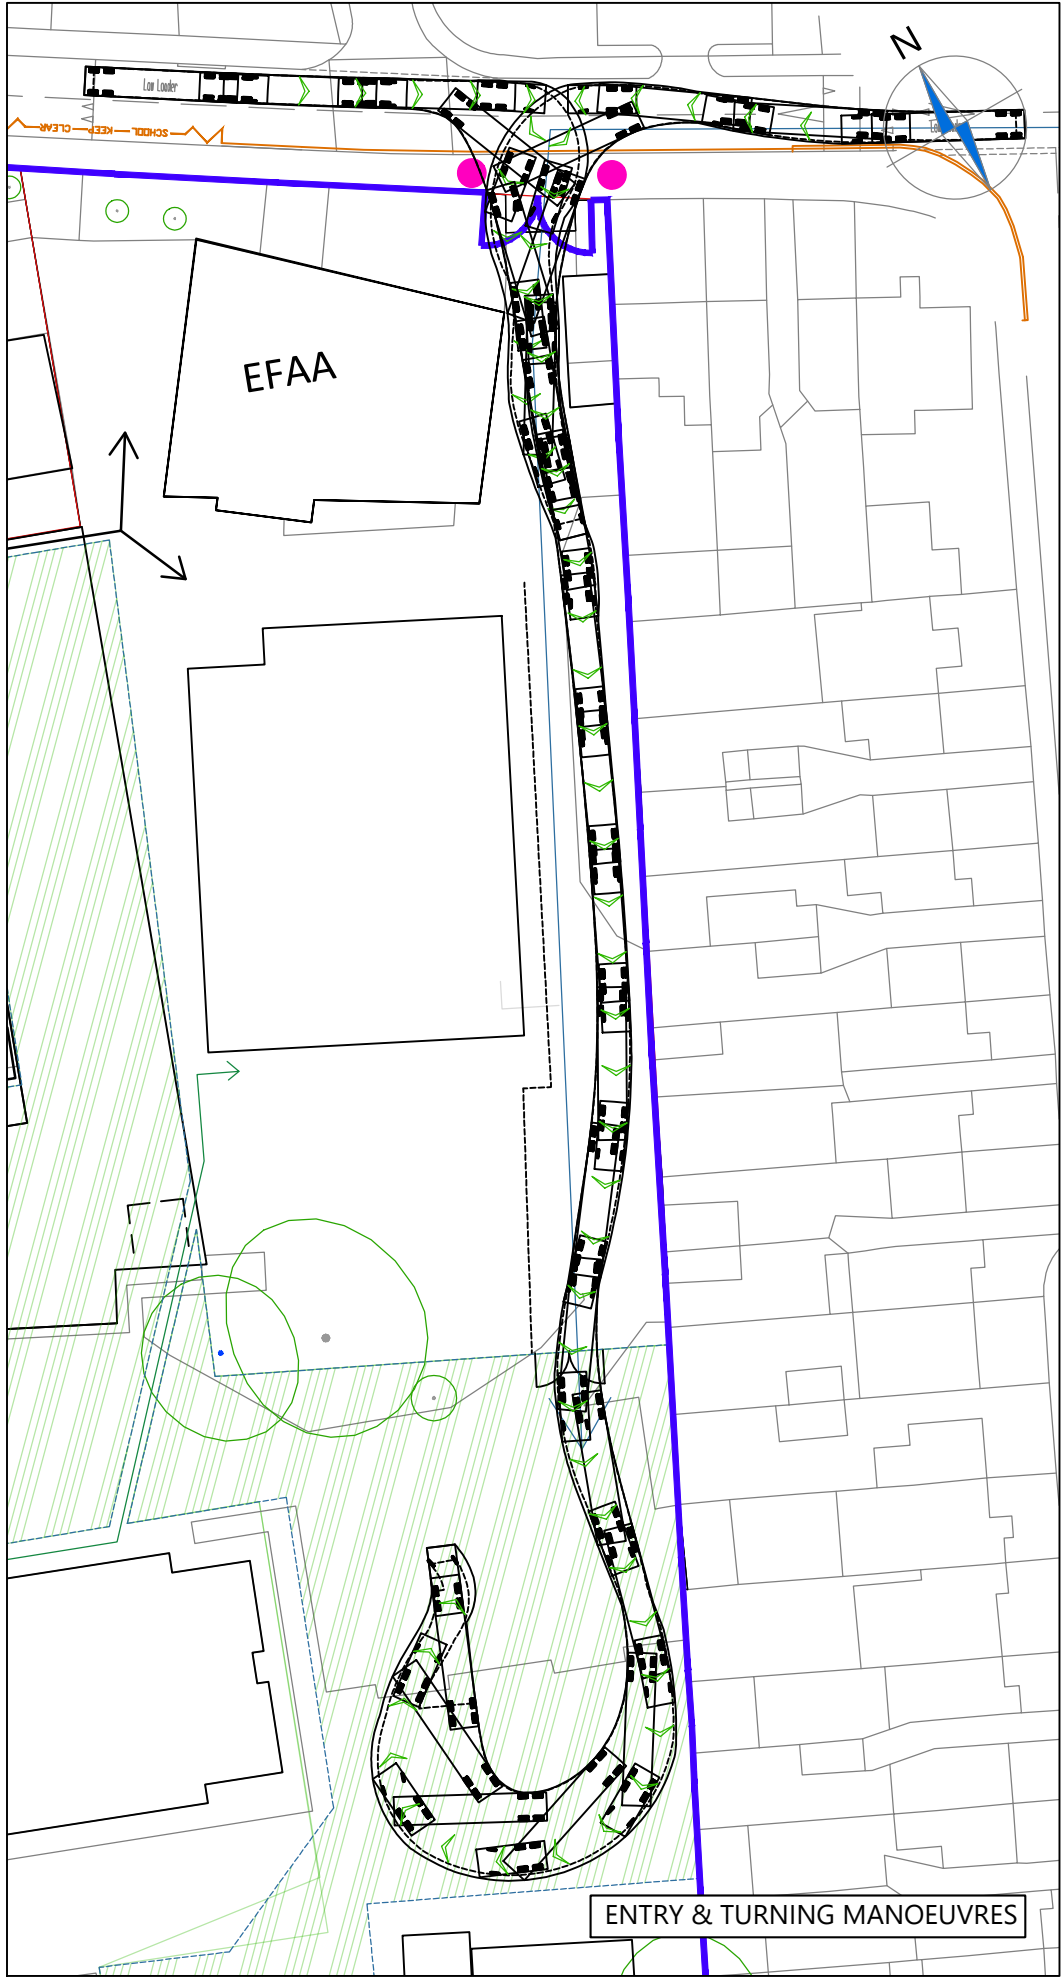 N
Low Loader
SCHOOL — KEEP — CLEAR
EFAA
ENTRY & TURNING MANOEUVRES